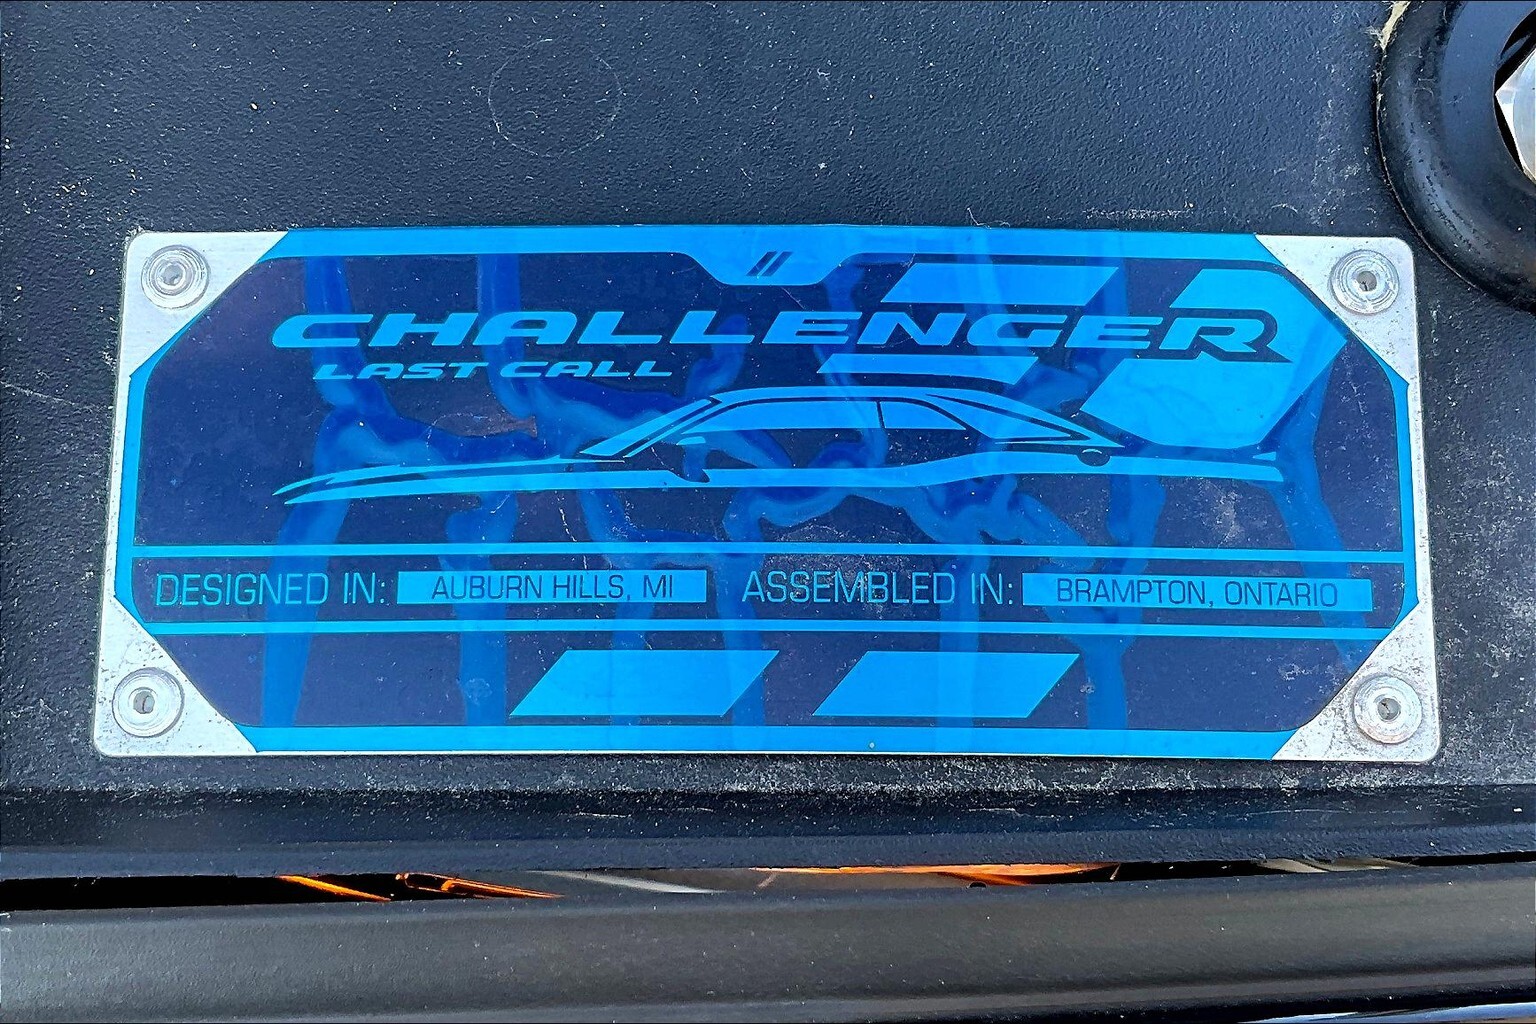 CHALLENGER
LAST CALL
DESIGNED IN: AUBURN HILLS, MI ASSEMBLED IN: BRAMPTON, ONTARIO